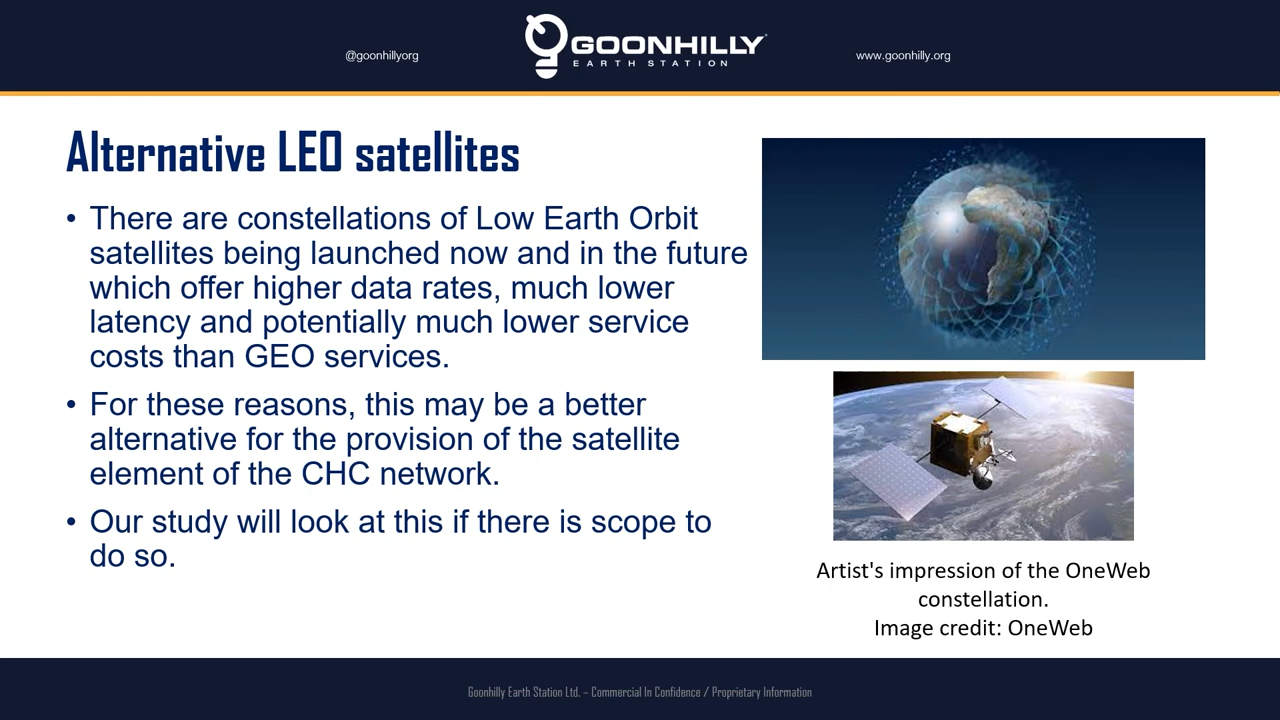 @goonhillyorg
GOONHILLY
EARTH STATION
www.goonhilly.org
Alternative LEO satellites
• There are constellations of Low Earth Orbit
satellites being launched now and in the future
which offer higher data rates, much lower
latency and potentially much lower service
costs than GEO services.
• For these reasons, this may be a better
alternative for the provision of the satellite
element of the CHC network.
• Our study will look at this if there is scope to
do so.
Artist's impression of the OneWeb
constellation.
Image credit: OneWeb
Goonhilly Earth Station Ltd. – Commercial In Confidence / Proprietary Information